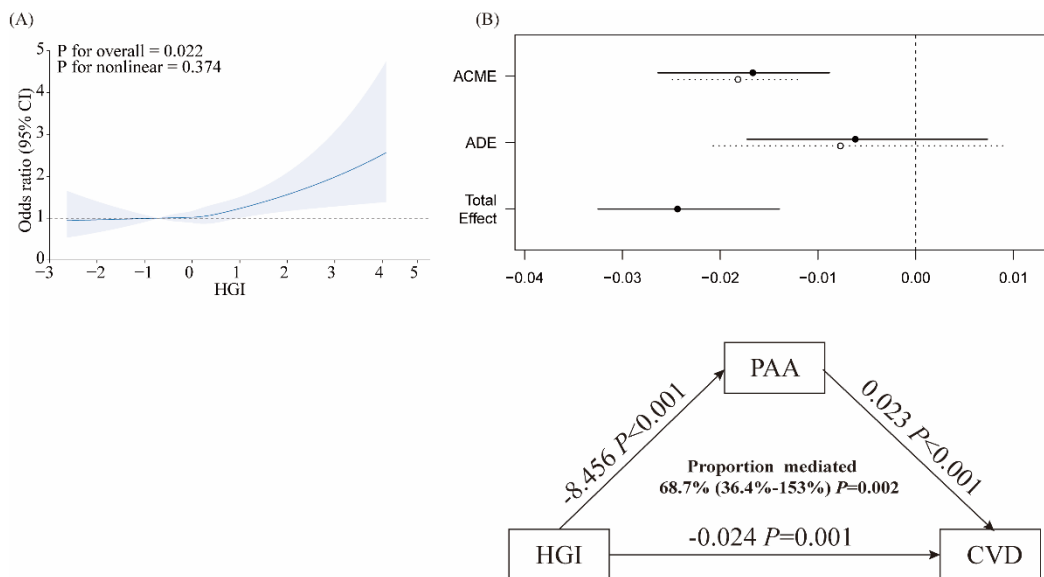 (A)
P for overall = 0.022
P for nonlinear = 0.374
Odds ratio (95% CI)
5
4
3
2
1
0
−3
−2
−1
0
1
2
3
4
5
HGI
(B)
ACME
ADE
Total
Effect
−0.04
−0.03
−0.02
−0.01
0.00
0.01
PAA
-8.456 P<0.001
0.023 P<0.001
Proportion mediated
68.7% (36.4%-153%) P=0.002
-0.024 P=0.001
HGI
CVD